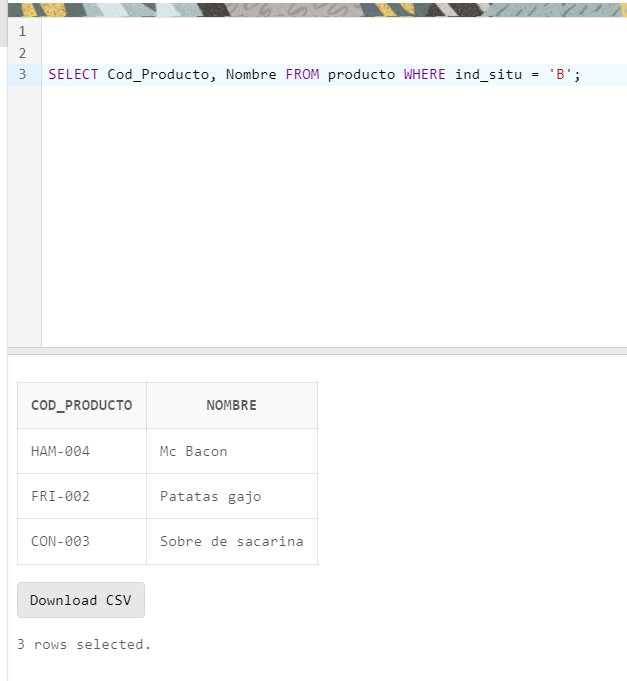 1
2
3 SELECT Cod_Producto, Nombre FROM producto WHERE ind_situ = 'B';
COD_PRODUCTO NOMBRE
HAM-004 Mc Bacon
FRI-002 Patatas gajo
CON-003 Sobre de sacarina
Download CSV
3 rows selected.